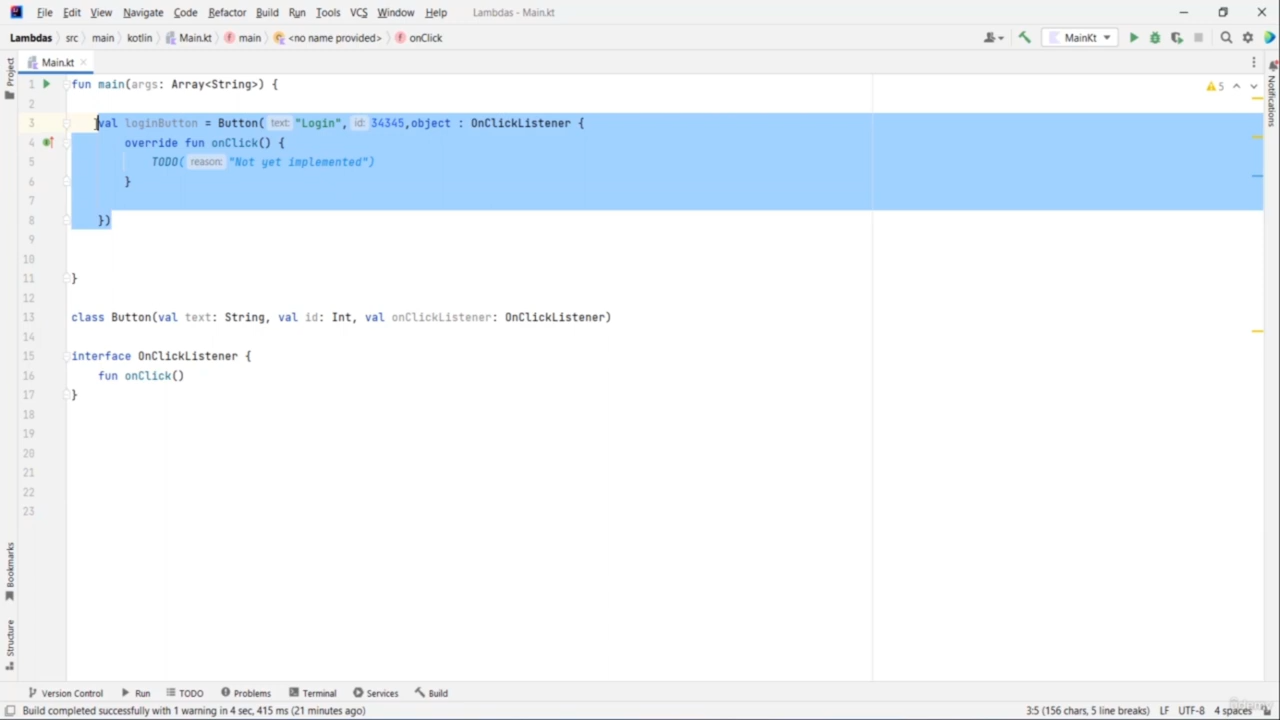 File Edit View Navigate Code Refactor Build Run Tools VCS Window Help Lambdas - Main.kt
Lambdas src main kotlin Main.kt main <no name provided> onClick MainKt
Main.kt 
Project
Notifications
5
1 fun main(args: Array<String>) {
2
3 val loginButton = Button( text: "Login", id: 34345,object : OnClickListener {
4 override fun onClick() {
5 TODO( reason: "Not yet implemented")
6 }
7
8 })
9
10
11 }
12
13 class Button(val text: String, val id: Int, val onClickListener: OnClickListener)
14
15 interface OnClickListener {
16 fun onClick()
17 }
18
19
20
21
22
23
Bookmarks
Structure
Version Control Run TODO Problems Terminal Services Build
Build completed successfully with 1 warning in 4 sec, 415 ms (21 minutes ago) 3:5 (156 chars, 5 line breaks) LF UTF-8 4 spaces